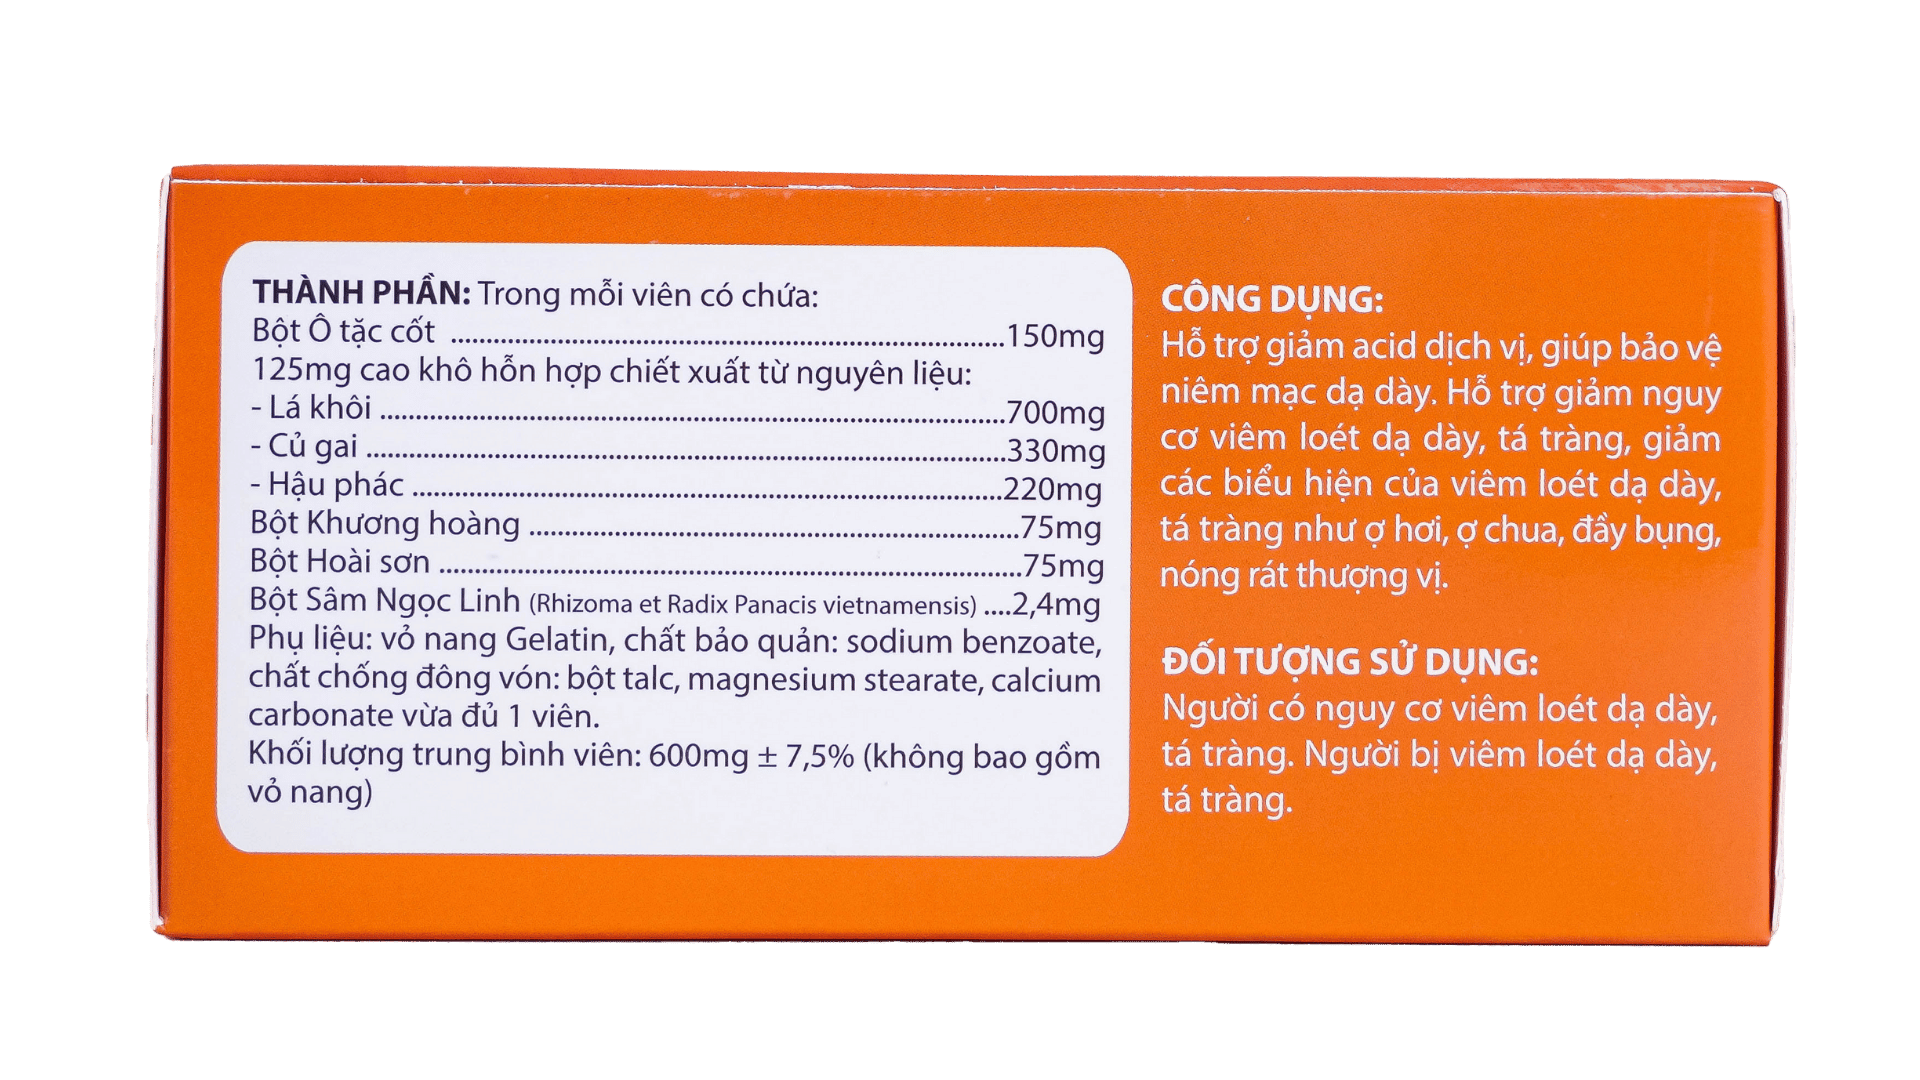 THÀNH PHẦN: Trong mỗi viên có chứa:
Bột Ô tặc cốt ................................................................150mg
125mg cao khô hỗn hợp chiết xuất từ nguyên liệu:
- Lá khôi ........................................................................700mg
- Củ gai ..........................................................................330mg
- Hậu phác ....................................................................220mg
Bột Khương hoàng .........................................................75mg
Bột Hoài sơn ...................................................................75mg
Bột Sâm Ngọc Linh (Rhizoma et Radix Panacis vietnamensis) ....2,4mg
Phụ liệu: vỏ nang Gelatin, chất bảo quản: sodium benzoate,
chất chống đông vón: bột talc, magnesium stearate, calcium
carbonate vừa đủ 1 viên.
Khối lượng trung bình viên: 600mg ± 7,5% (không bao gồm
vỏ nang)
CÔNG DỤNG:
Hỗ trợ giảm acid dịch vị, giúp bảo vệ
niêm mạc dạ dày. Hỗ trợ giảm nguy
cơ viêm loét dạ dày, tá tràng, giảm
các biểu hiện của viêm loét dạ dày,
tá tràng như ợ hơi, ợ chua, đầy bụng,
nóng rát thượng vị.
ĐỐI TƯỢNG SỬ DỤNG:
Người có nguy cơ viêm loét dạ dày,
tá tràng. Người bị viêm loét dạ dày,
tá tràng.